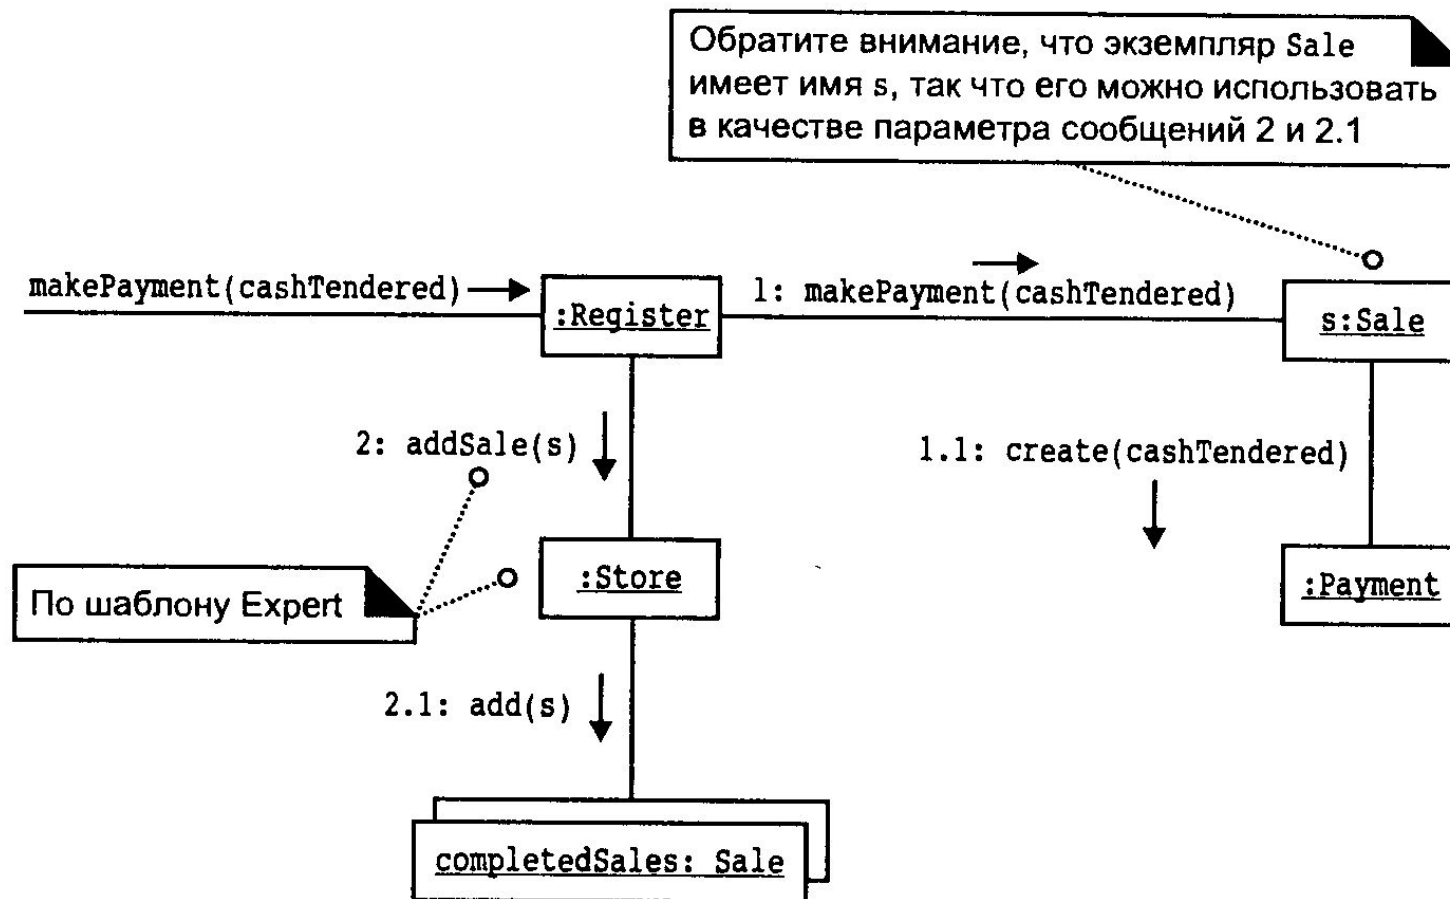 Обратите внимание, что экземпляр Sale
имеет имя s, так что его можно использовать
в качестве параметра сообщений 2 и 2.1
makePayment(cashTendered)
:Register
1: makePayment(cashTendered)
s:Sale
2: addSale(s)
1.1: create(cashTendered)
По шаблону Expert
:Store
:Payment
2.1: add(s)
completedSales: Sale